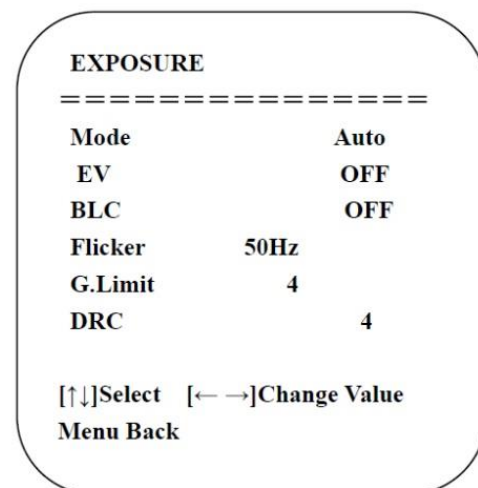 EXPOSURE
===============
Mode Auto
EV OFF
BLC OFF
Flicker 50Hz
G.Limit 4
DRC 4
[↑↓]Select [← →]Change Value
Menu Back